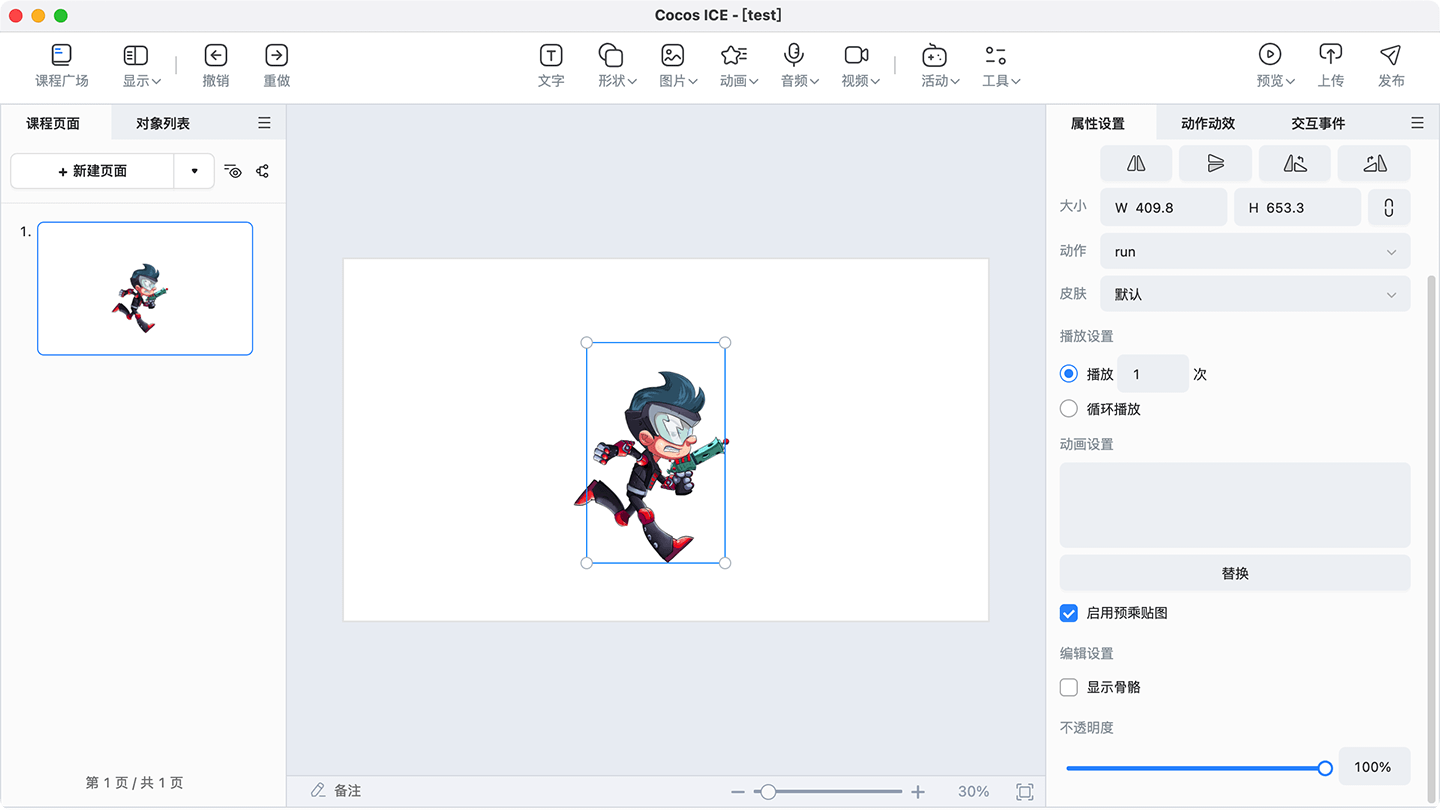 Cocos ICE - [test]
课程广场 显示 撤销 重做 文字 形状 图片 动画 音频 视频 活动 工具 预览 上传 发布
课程页面 对象列表
+ 新建页面
1.
第 1 页 / 共 1 页
备注 30%
属性设置 动作动效 交互事件
大小 W 409.8 H 653.3
动作 run
皮肤 默认
播放设置
播放 1 次
循环播放
动画设置
替换
启用预乘贴图
编辑设置
显示骨骼
不透明度
100%